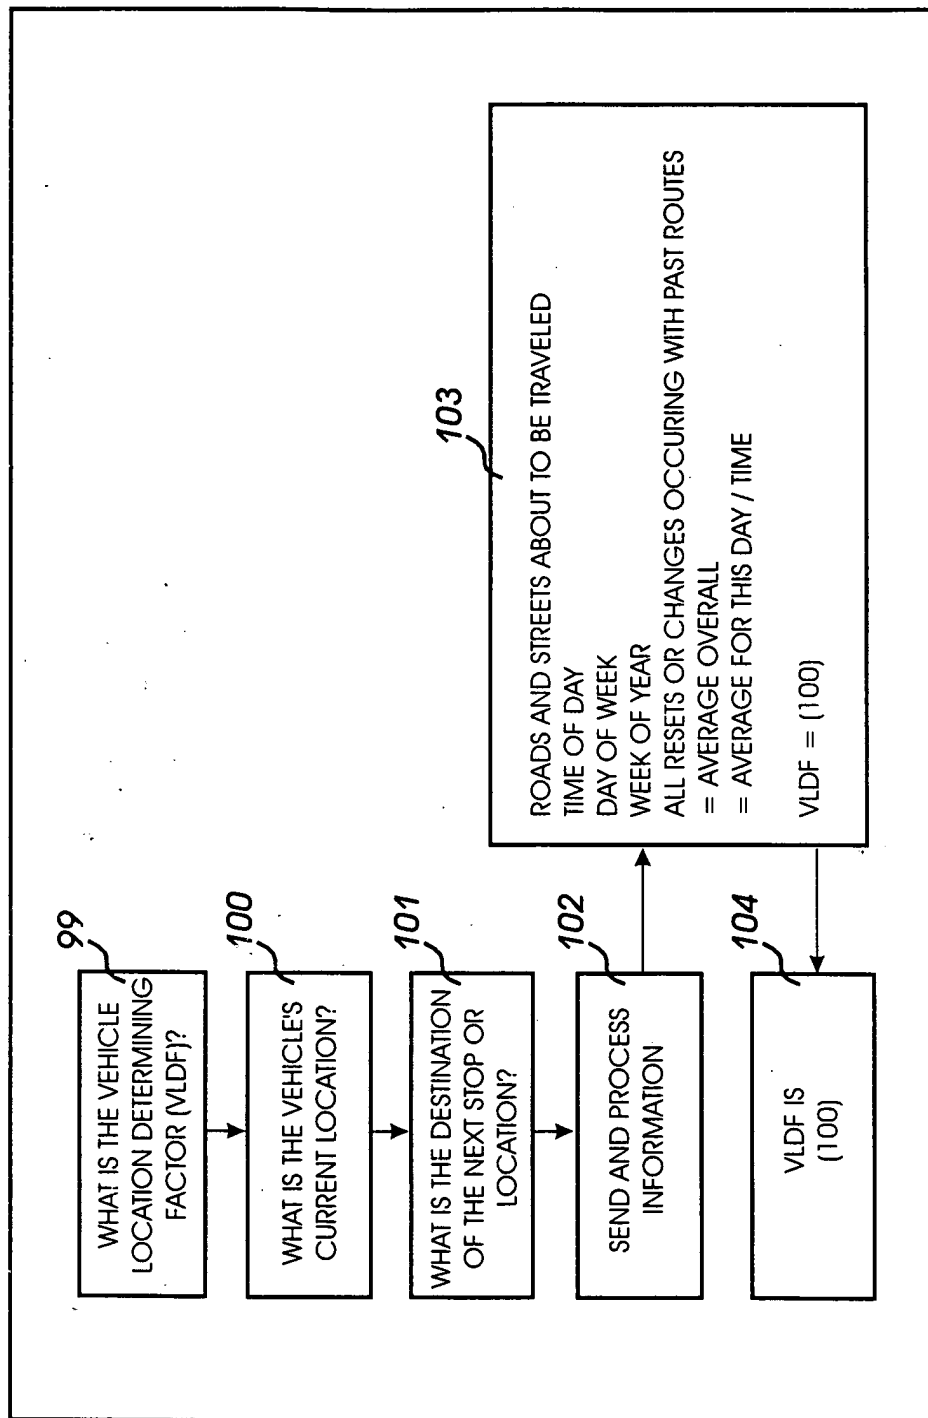 99
WHAT IS THE VEHICLE
LOCATION DETERMINING
FACTOR (VLDF)?
100
WHAT IS THE VEHICLE'S
CURRENT LOCATION?
101
WHAT IS THE DESTINATION
OF THE NEXT STOP OR
LOCATION?
102
SEND AND PROCESS
INFORMATION
103
ROADS AND STREETS ABOUT TO BE TRAVELED
TIME OF DAY
DAY OF WEEK
WEEK OF YEAR
ALL RESETS OR CHANGES OCCURING WITH PAST ROUTES
= AVERAGE OVERALL
= AVERAGE FOR THIS DAY / TIME
VLDF = (100)
104
VLDF IS
(100)